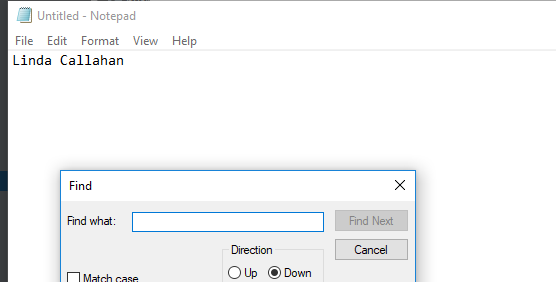 Untitled - Notepad
File Edit Format View Help
Linda Callahan
Find
Find what: Find Next
Cancel
Direction
Match case Up Down